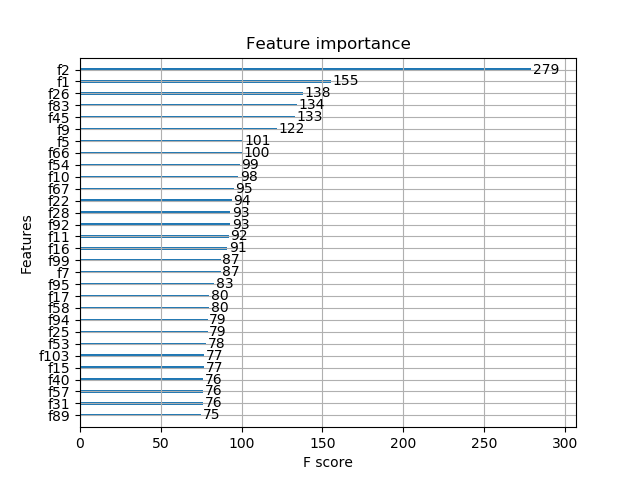 Feature importance
f2 279
f1 155
f26 138
f83 134
f45 133
f9 122
f5 101
f66 100
f54 99
f10 98
f67 95
f22 94
f28 93
f92 93
f11 92
f16 91
f99 87
f7 87
f95 83
f17 80
f58 80
f94 79
f25 79
f53 78
f103 77
f15 77
f40 76
f57 76
f31 76
f89 75
Features
0 50 100 150 200 250 300
F score